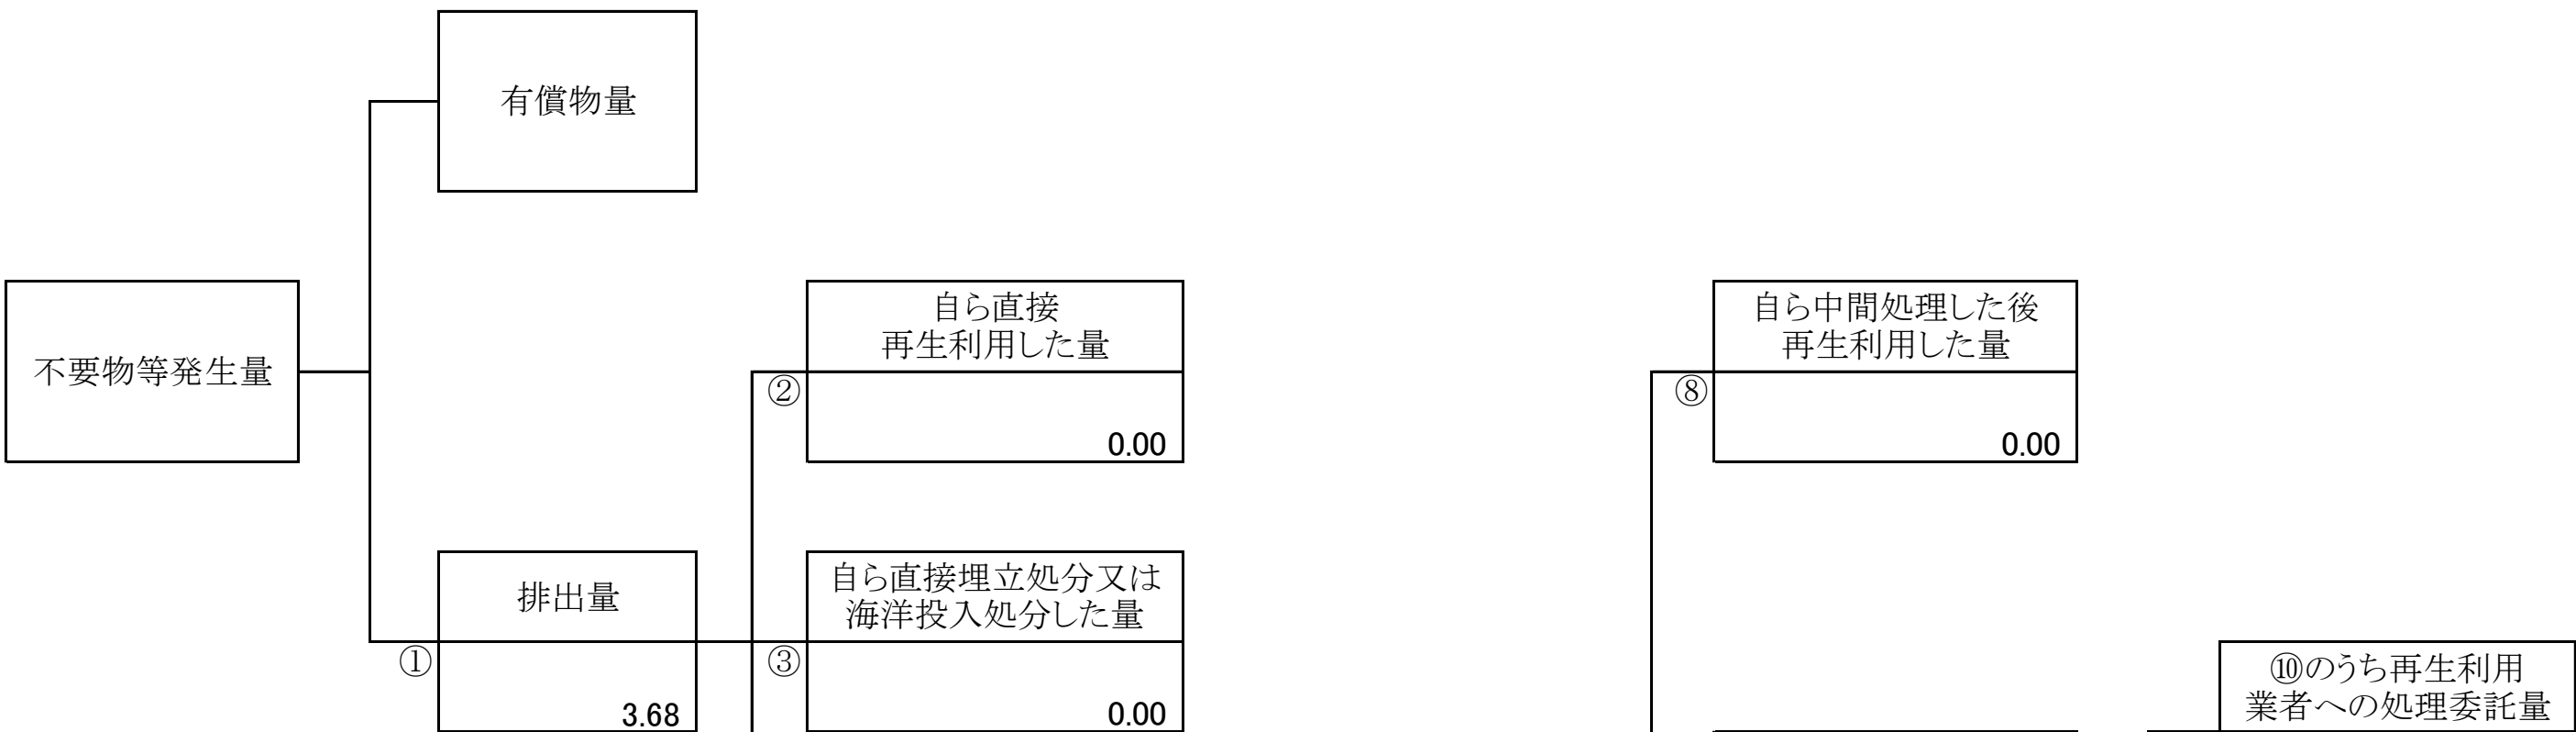 有償物量
不要物等発生量
自ら直接
再生利用した量
②
0.00
自ら中間処理した後
再生利用した量
⑧
0.00
排出量
①
3.68
自ら直接埋立処分又は
海洋投入処分した量
③
0.00
⑩のうち再生利用
業者への処理委託量